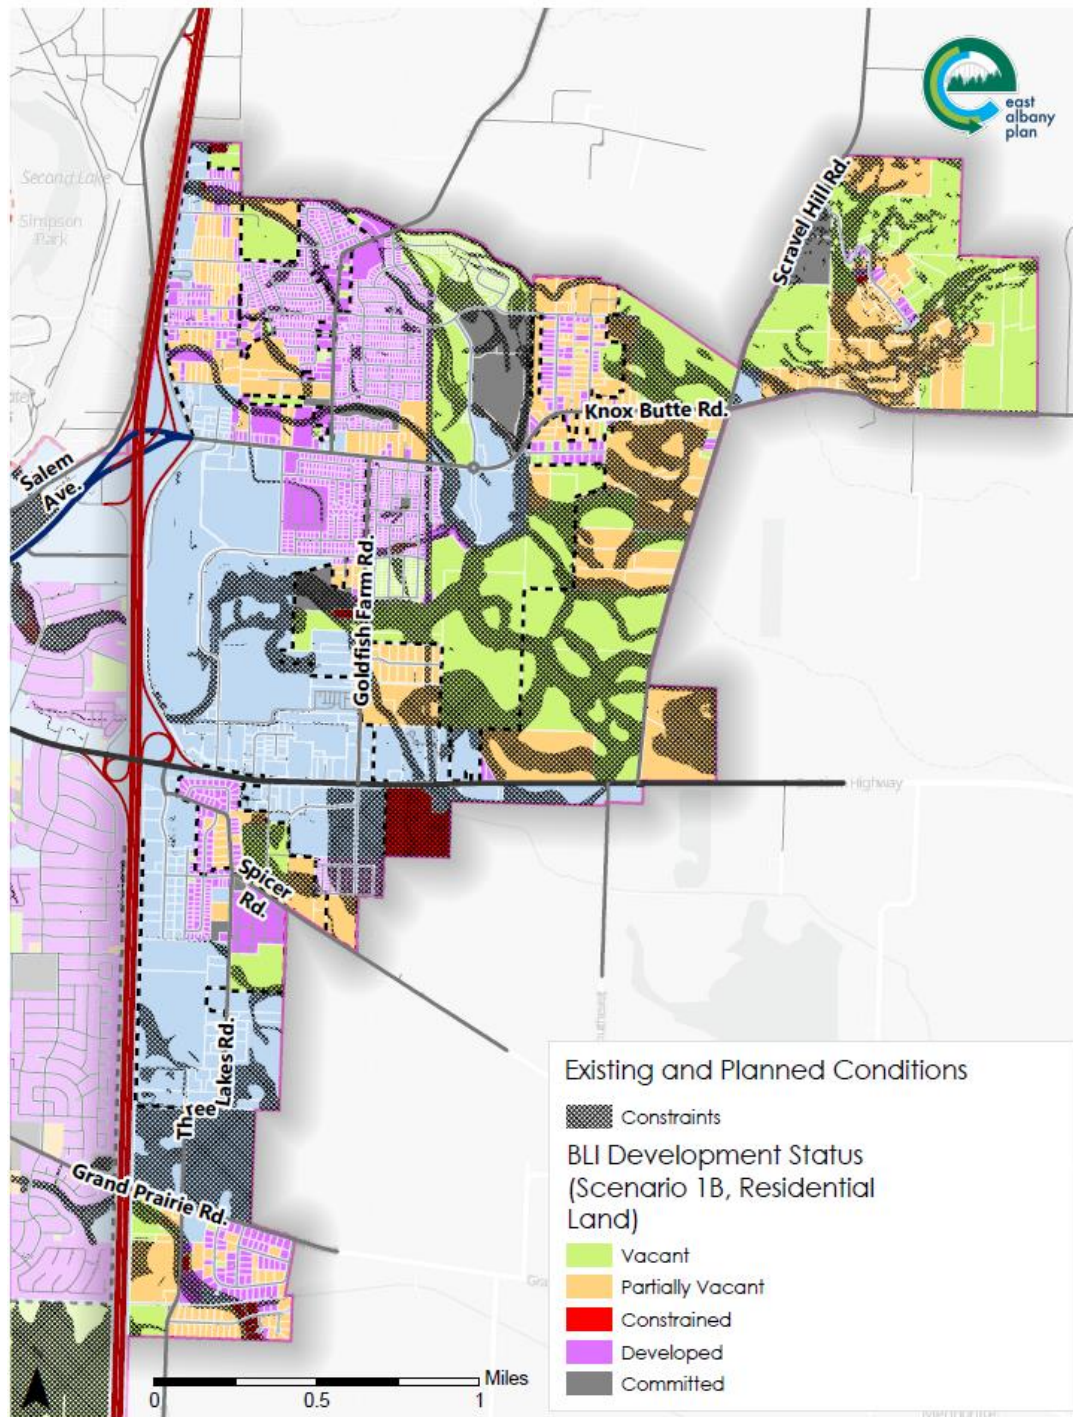 east
albany
plan
Second Lake
Simpson
Park
Scravel Hill Rd.
Knox Butte Rd.
Salem
Ave.
Goldfish Farm Rd.
Highway
Spicer
Rd.
Three Lakes Rd.
Grand Prairie Rd.
Existing and Planned Conditions
Constraints
BLI Development Status
(Scenario 1B, Residential
Land)
Vacant
Partially Vacant
Constrained
Developed
Committed
Miles
0
0.5
1